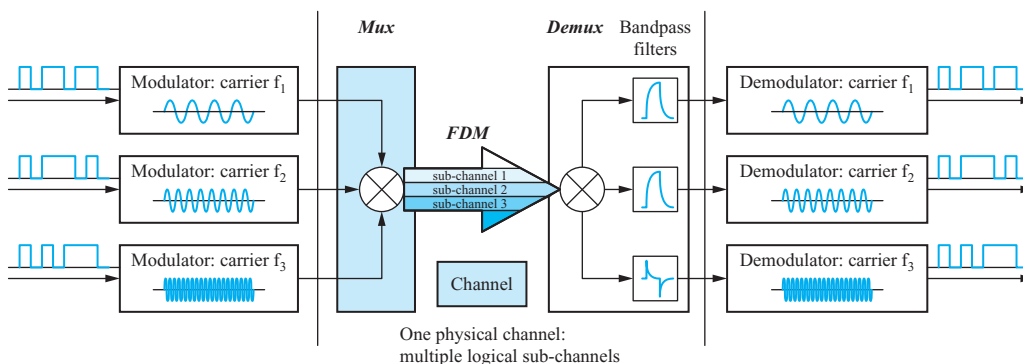 Mux
Demux
Bandpass
filters
Modulator: carrier f1
Demodulator: carrier f1
FDM
Modulator: carrier f2
sub-channel 1
sub-channel 2
sub-channel 3
Demodulator: carrier f2
Modulator: carrier f3
Channel
Demodulator: carrier f3
One physical channel:
multiple logical sub-channels